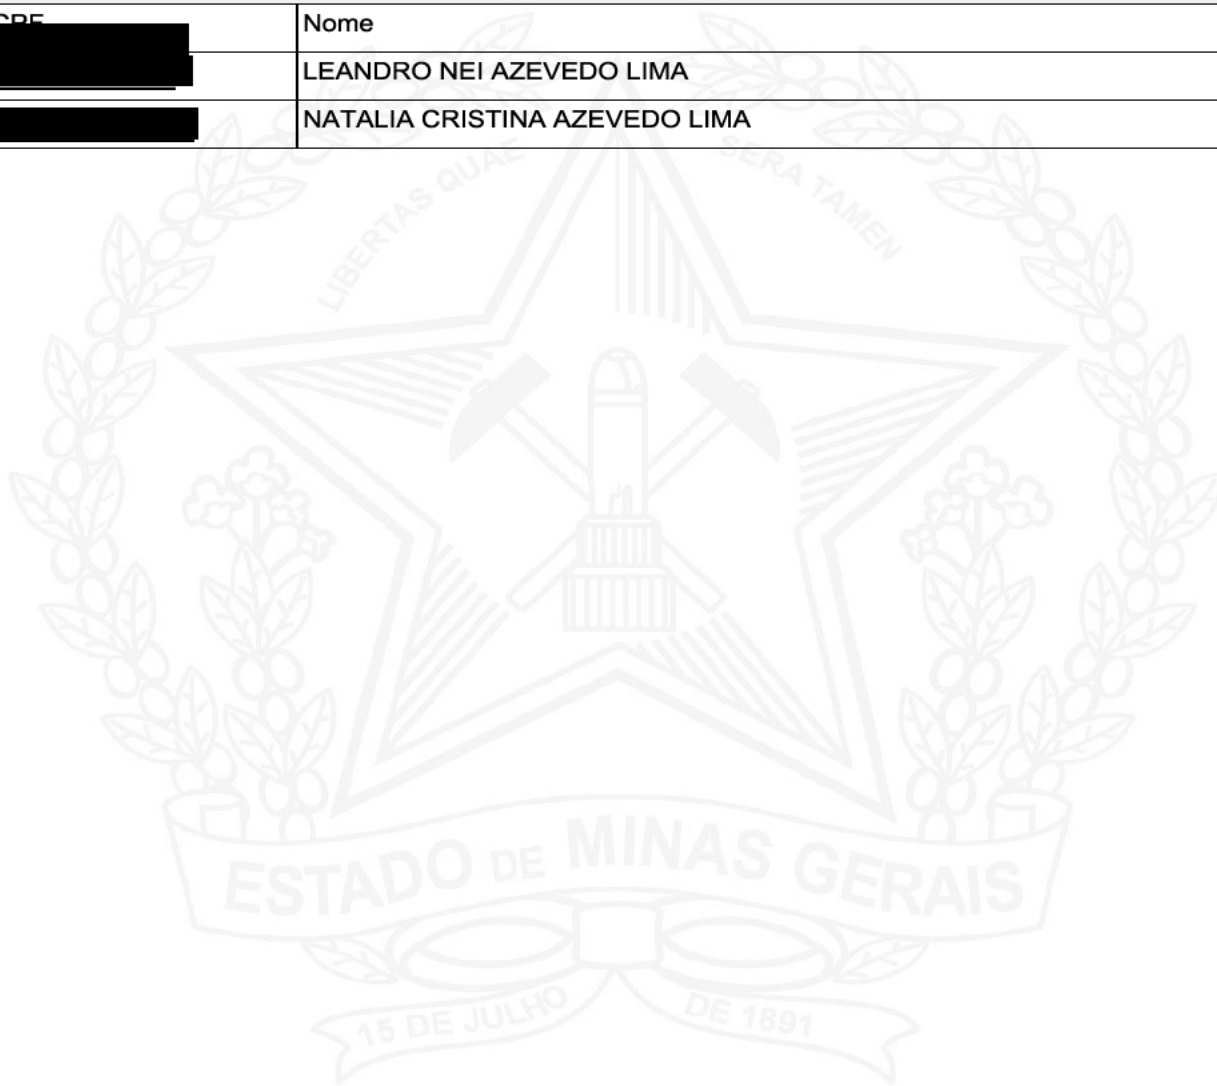 CPF Nome
LEANDRO NEI AZEVEDO LIMA
NATALIA CRISTINA AZEVEDO LIMA
LIBERTAS QUAE SERA TAMEN
ESTADO DE MINAS GERAIS
15 DE JULHO DE 1891